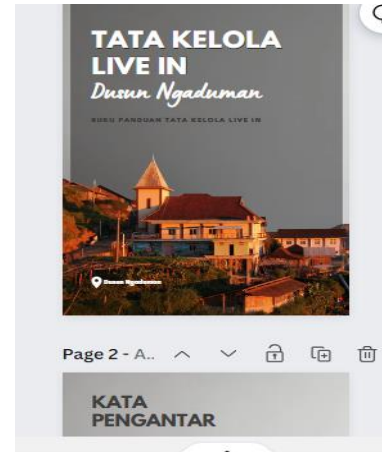 TATA KELOLA
LIVE IN
Dusun Ngaduman
BUKU PANDUAN TATA KELOLA LIVE IN
Dusun Ngaduman
Page 2 - A..
KATA
PENGANTAR